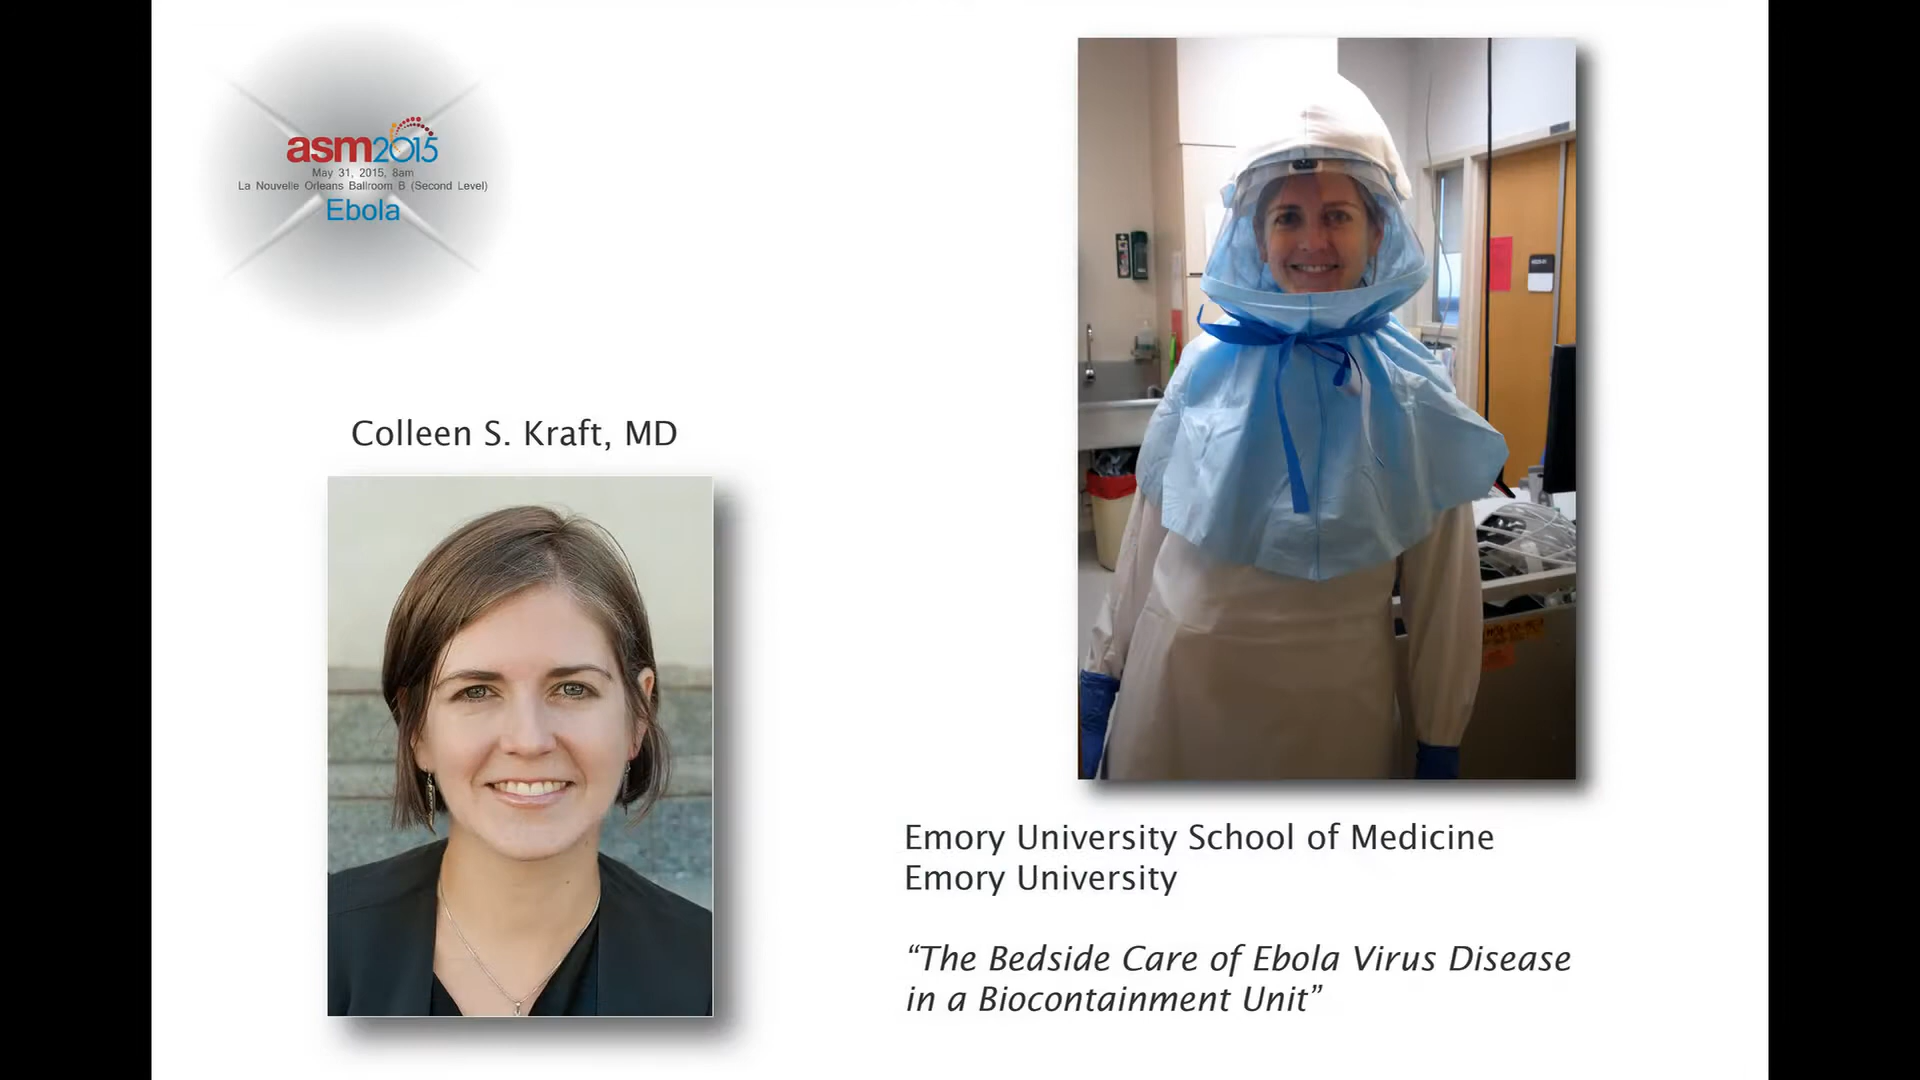 asm2015
May 31, 2015, 8am
La Nouvelle Orleans Ballroom B (Second Level)
Ebola
Colleen S. Kraft, MD
Emory University School of Medicine
Emory University
“The Bedside Care of Ebola Virus Disease
in a Biocontainment Unit”